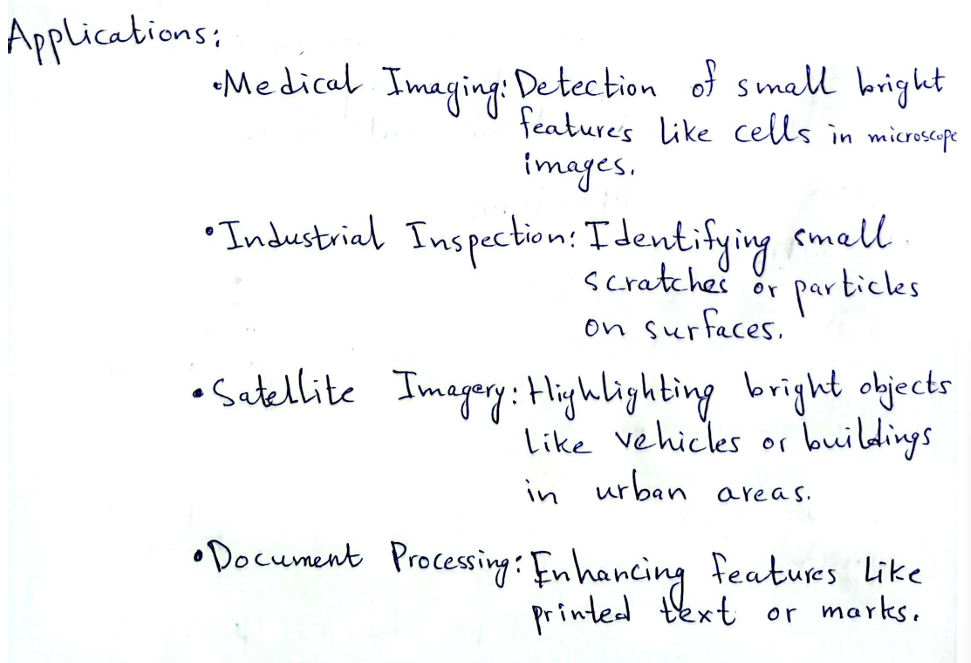 Applications:
•Medical Imaging: Detection of small bright
features like cells in microscope
images.
•Industrial Inspection: Identifying small
scratches or particles
on surfaces.
•Satellite Imagery: Highlighting bright objects
like vehicles or buildings
in urban areas.
•Document Processing: Enhancing features like
printed text or marks.